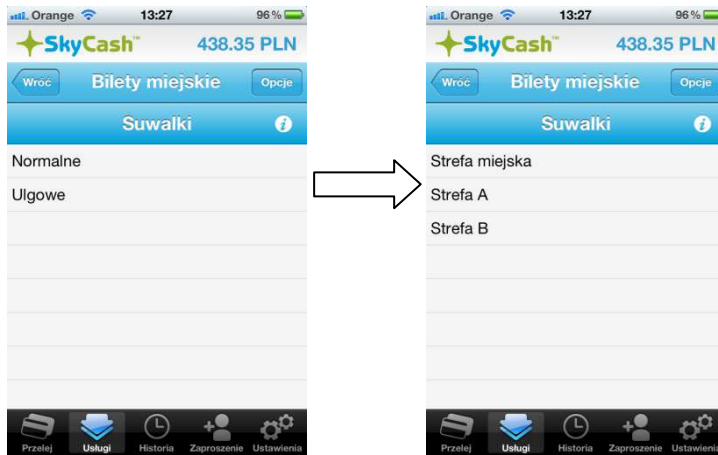 Orange 13:27 96 %
SkyCash™ 438.35 PLN
Wróć Bilety miejskie Opcje
Suwalki i
Normalne
Ulgowe
Przelej Usługi Historia Zaproszenie Ustawienia
Orange 13:27 96 %
SkyCash™ 438.35 PLN
Wróć Bilety miejskie Opcje
Suwalki i
Strefa miejska
Strefa A
Strefa B
Przelej Usługi Historia Zaproszenie Ustawienia